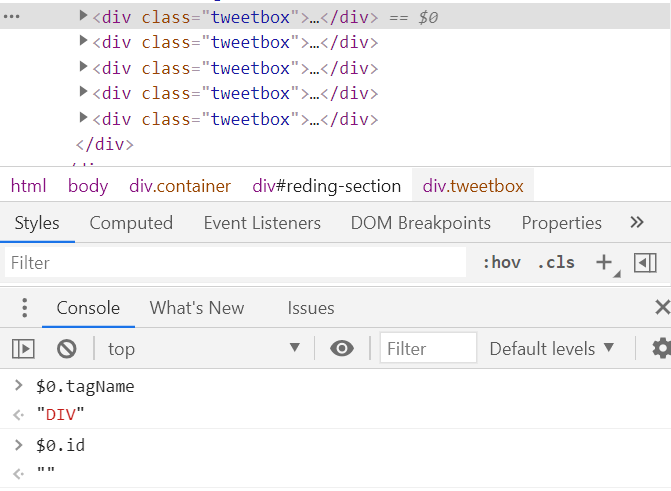 <div class="tweetbox">…</div> == $0
<div class="tweetbox">…</div>
<div class="tweetbox">…</div>
<div class="tweetbox">…</div>
<div class="tweetbox">…</div>
</div>
html body div.container div#reding-section div.tweetbox
Styles Computed Event Listeners DOM Breakpoints Properties »
Filter :hov .cls +
Console What's New Issues
top Filter Default levels
> $0.tagName
"DIV"
> $0.id
""